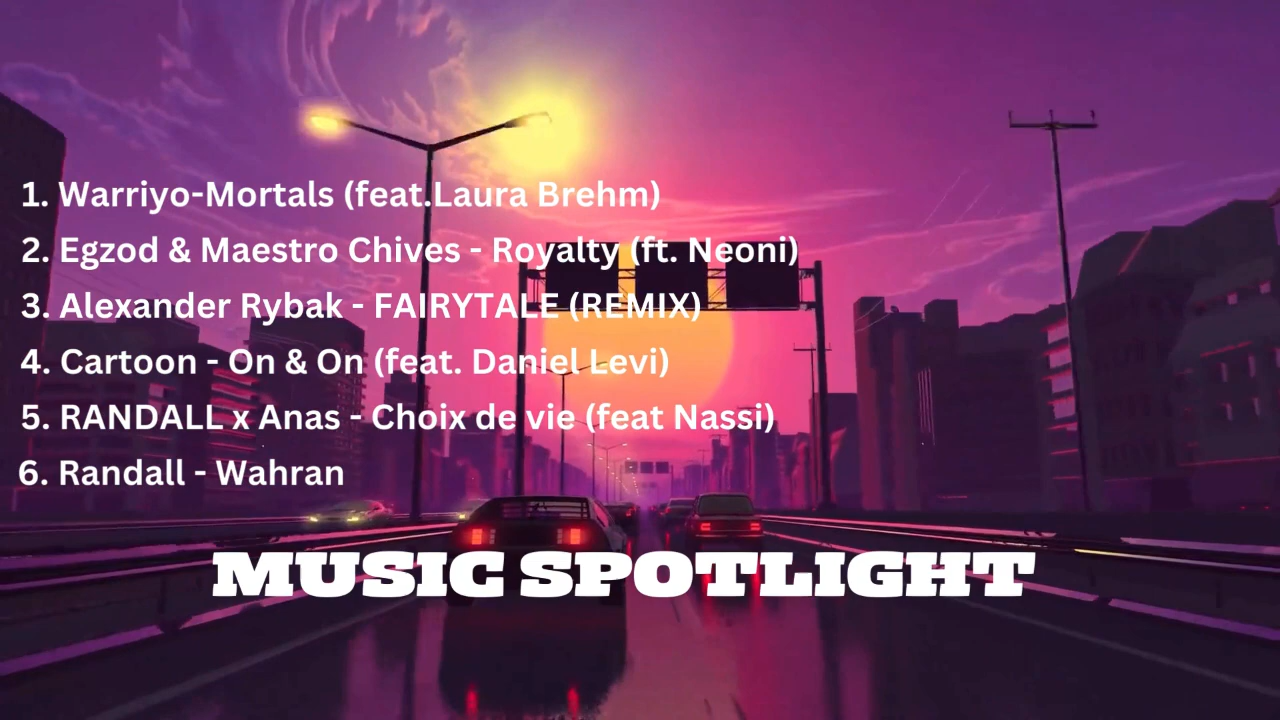 1. Warriyo-Mortals (feat.Laura Brehm)
2. Egzod & Maestro Chives - Royalty (ft. Neoni)
3. Alexander Rybak - FAIRYTALE (REMIX)
4. Cartoon - On & On (feat. Daniel Levi)
5. RANDALL x Anas - Choix de vie (feat Nassi)
6. Randall - Wahran
MUSIC SPOTLIGHT